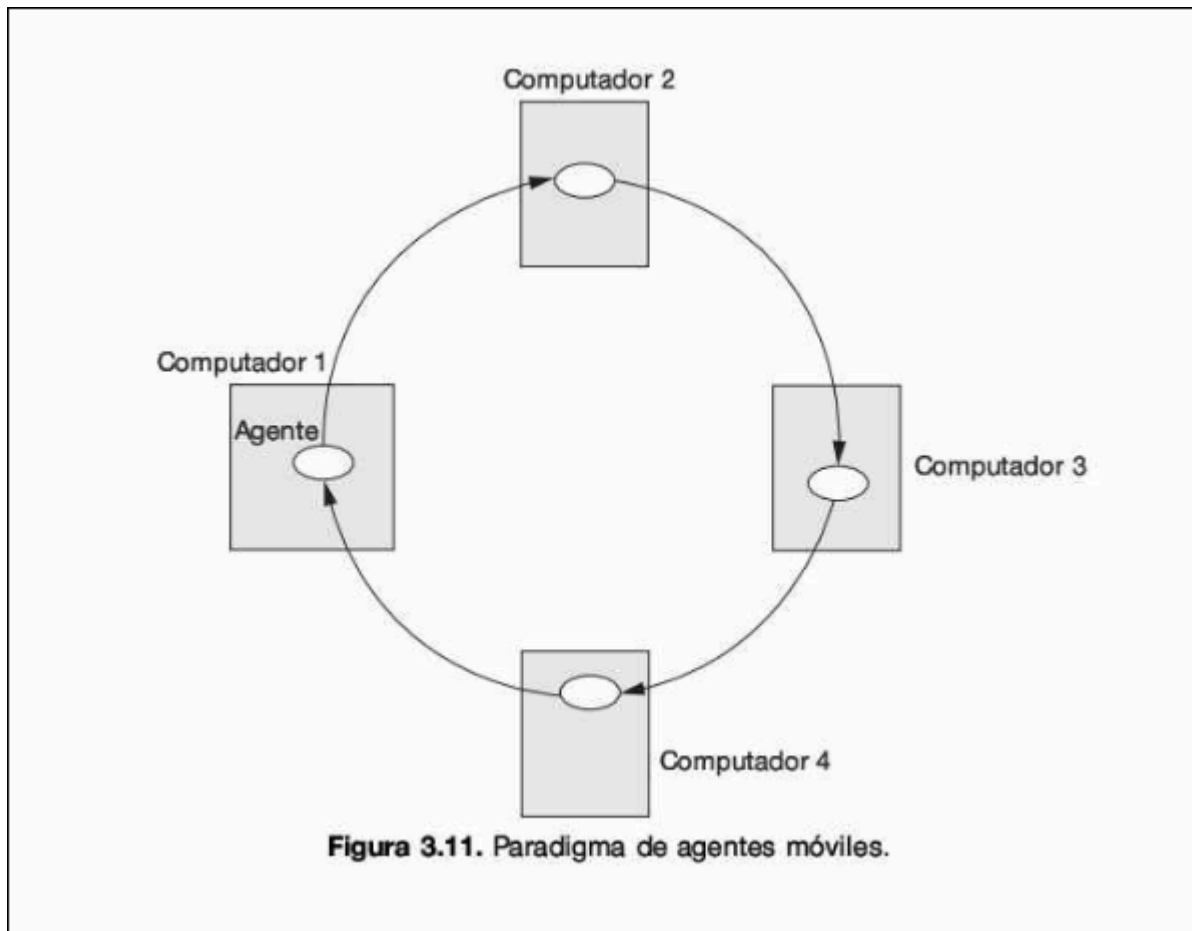 Computador 2
Computador 1
Agente
Computador 3
Computador 4
Figura 3.11. Paradigma de agentes móviles.